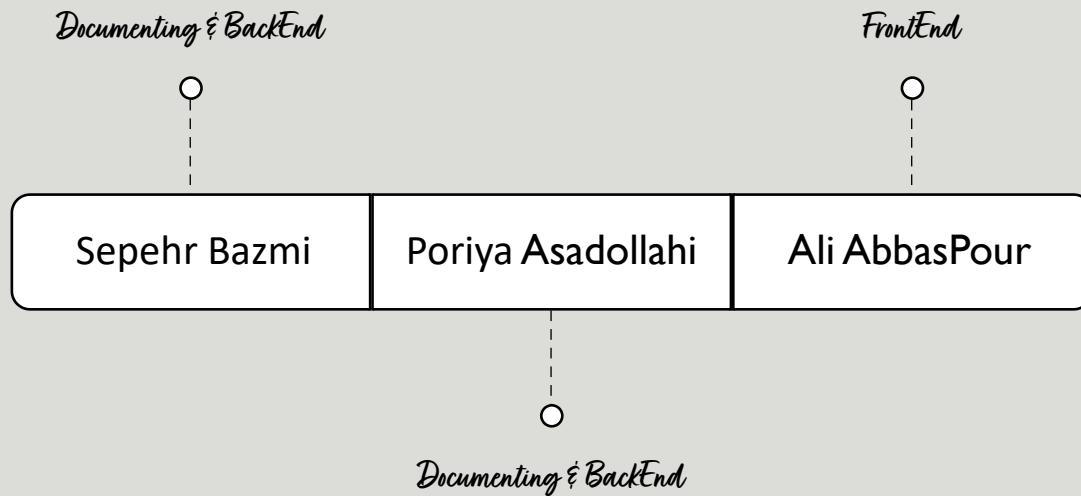 Documenting & BackEnd
FrontEnd
Sepehr Bazmi
Poriya Asadollahi
Ali AbbasPour
Documenting & BackEnd